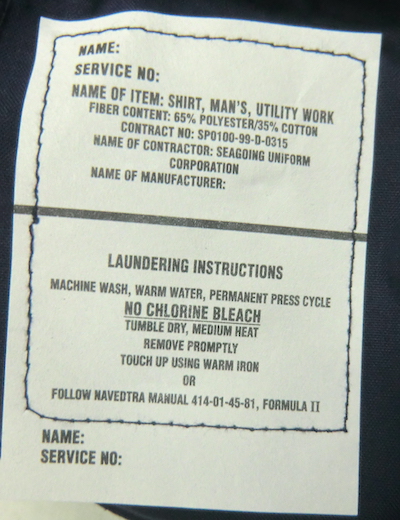 NAME:
SERVICE NO:
NAME OF ITEM: SHIRT, MAN'S, UTILITY WORK
FIBER CONTENT: 65% POLYESTER/35% COTTON
CONTRACT NO: SPO100-99-D-0315
NAME OF CONTRACTOR: SEAGOING UNIFORM
CORPORATION
NAME OF MANUFACTURER:
LAUNDERING INSTRUCTIONS
MACHINE WASH, WARM WATER, PERMANENT PRESS CYCLE
NO CHLORINE BLEACH
TUMBLE DRY, MEDIUM HEAT
REMOVE PROMPTLY
TOUCH UP USING WARM IRON
OR
FOLLOW NAVEDTRA MANUAL 414-01-45-81, FORMULA II
NAME:
SERVICE NO: